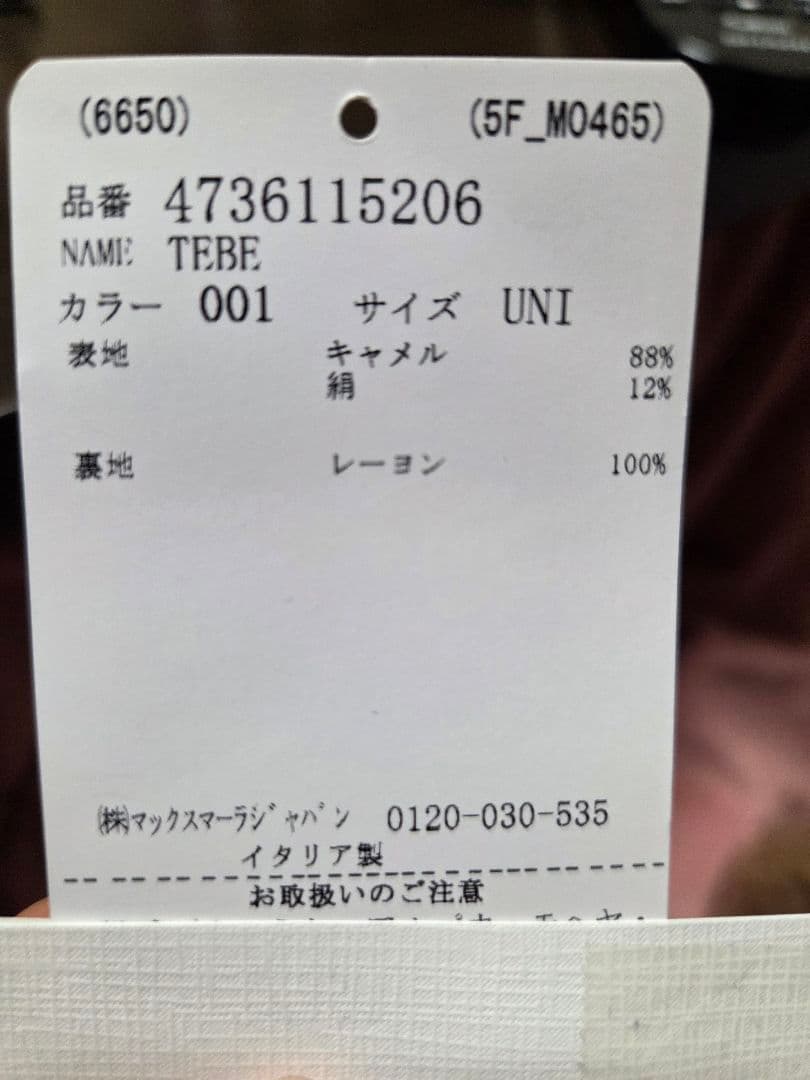 (6650) (5F_M0465)
品番 4736115206
NAME TEBE
カラー 001 サイズ UNI
表地 キャメル 88%
絹 12%
裏地 レーヨン 100%
㈱マックスマーラジャパン 0120-030-535
イタリア製
お取扱いのご注意